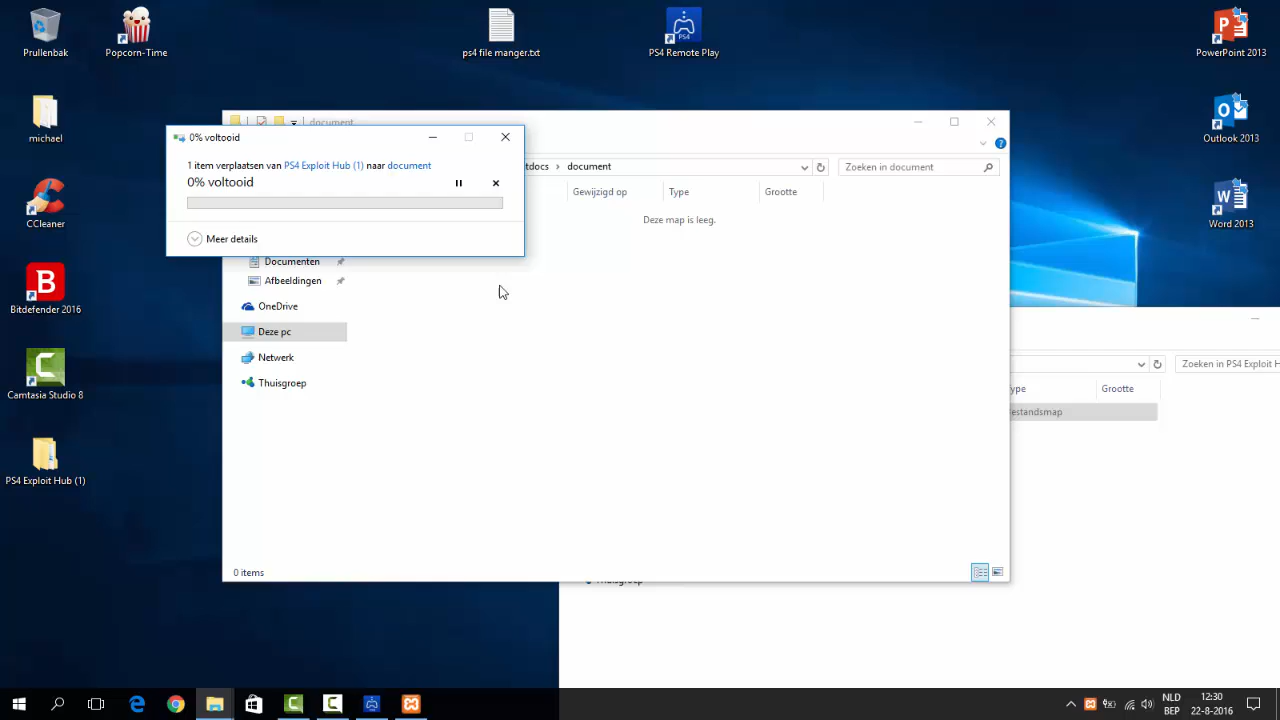 Prullenbak
Popcorn-Time
ps4 file manger.txt
PS4 Remote Play
PowerPoint 2013
michael
Outlook 2013
CCleaner
Word 2013
Bitdefender 2016
Camtasia Studio 8
PS4 Exploit Hub (1)
document
0% voltooid
1 item verplaatsen van PS4 Exploit Hub (1) naar document
0% voltooid
Meer details
tdocs > document
Zoeken in document
Gewijzigd op
Type
Grootte
Deze map is leeg.
Documenten
Afbeeldingen
OneDrive
Deze pc
Netwerk
Thuisgroep
0 items
Zoeken in PS4 Exploit H
ype
Grootte
estandsmap
Thuisgroep
NLD
BEP
12:30
22-8-2016